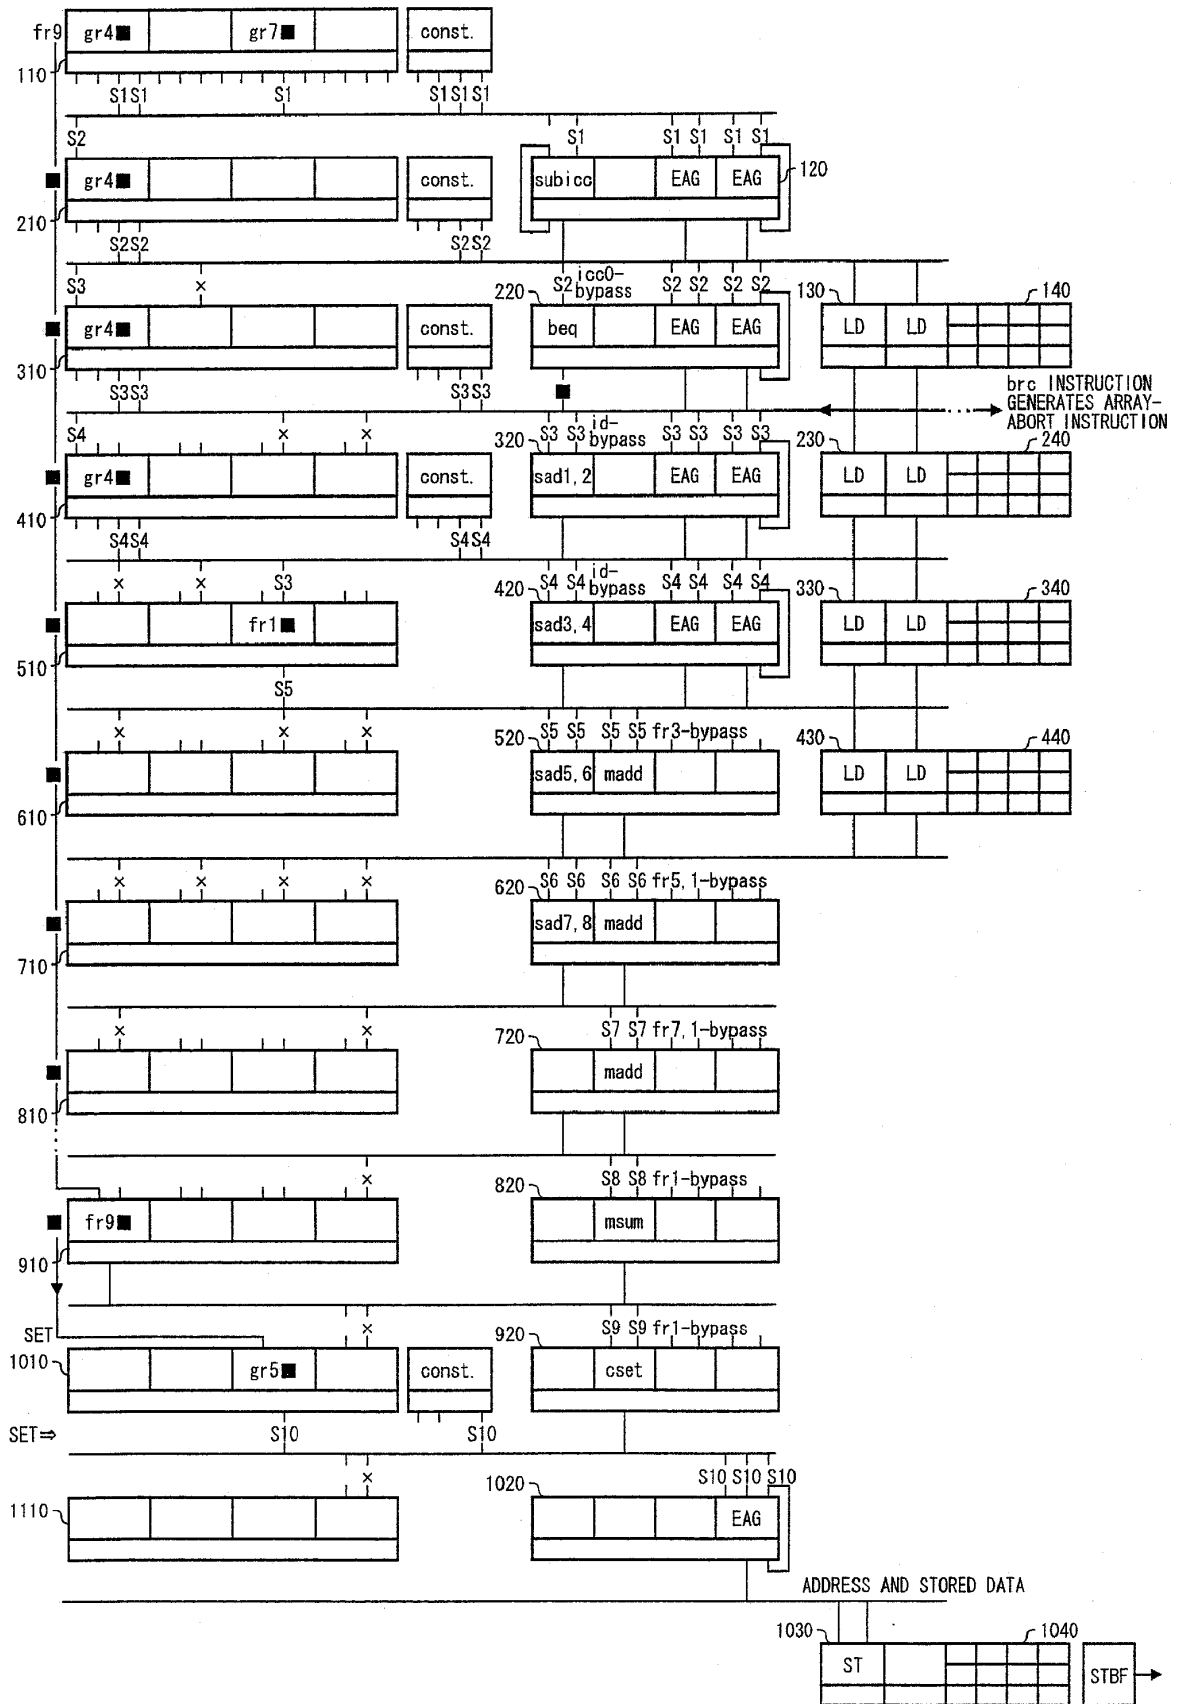 fr9 gr4■ gr7■ const.
110
S1 S1 S1 S1 S1 S1
S2 S1 S1 S1 S1 S1
■ gr4■ const. subicc EAG EAG 120
210
S2 S2 S2 S2
S3 × S2 icc0-bypass S2 S2 S2 S2 130 140
220
■ gr4■ const. beq EAG EAG LD LD
310
S3 S3 S3 S3 ■
brc INSTRUCTION
GENERATES ARRAY-
ABORT INSTRUCTION
S4 × × S3 S3 id-bypass S3 S3 S3 S3 230 240
320
■ gr4■ const. sad1,2 EAG EAG LD LD
410
S4 S4 S4 S4
× × S3 S4 S4 id-bypass S4 S4 S4 S4 330 340
420
■ fr1■ sad3,4 EAG EAG LD LD
510
S5
× × × S5 S5 S5 S5 fr3-bypass 430 440
520
■ sad5,6 madd LD LD
610
× × × × S6 S6 S6 S6 fr5,1-bypass
620
■ sad7,8 madd
710
× × S7 S7 fr7,1-bypass
720
■ madd
810
× S8 S8 fr1-bypass
820
■ fr9■ msum
910
SET × S9 S9 fr1-bypass
920
1010 gr5■ const. cset
SET⇒ S10 S10
× S10 S10 S10
1110 1020 EAG
ADDRESS AND STORED DATA
1030 1040
ST STBF